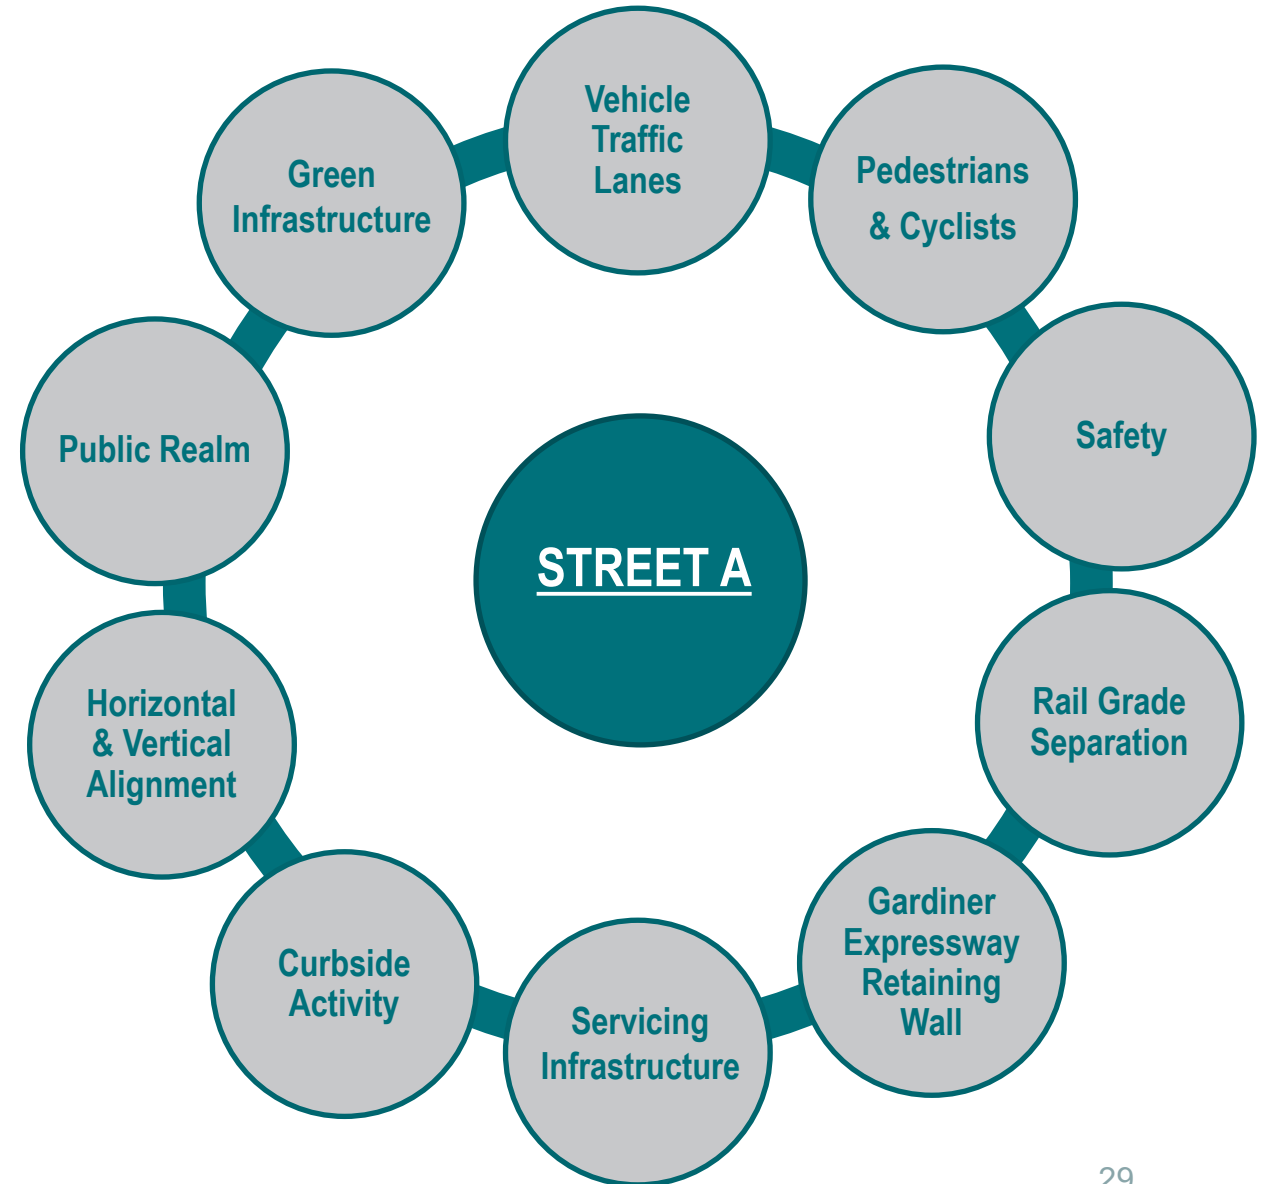 Vehicle
Traffic
Lanes
Pedestrians
& Cyclists
Safety
Rail Grade
Separation
Gardiner
Expressway
Retaining
Wall
Servicing
Infrastructure
Curbside
Activity
Horizontal
& Vertical
Alignment
Public Realm
Green
Infrastructure
STREET A
29